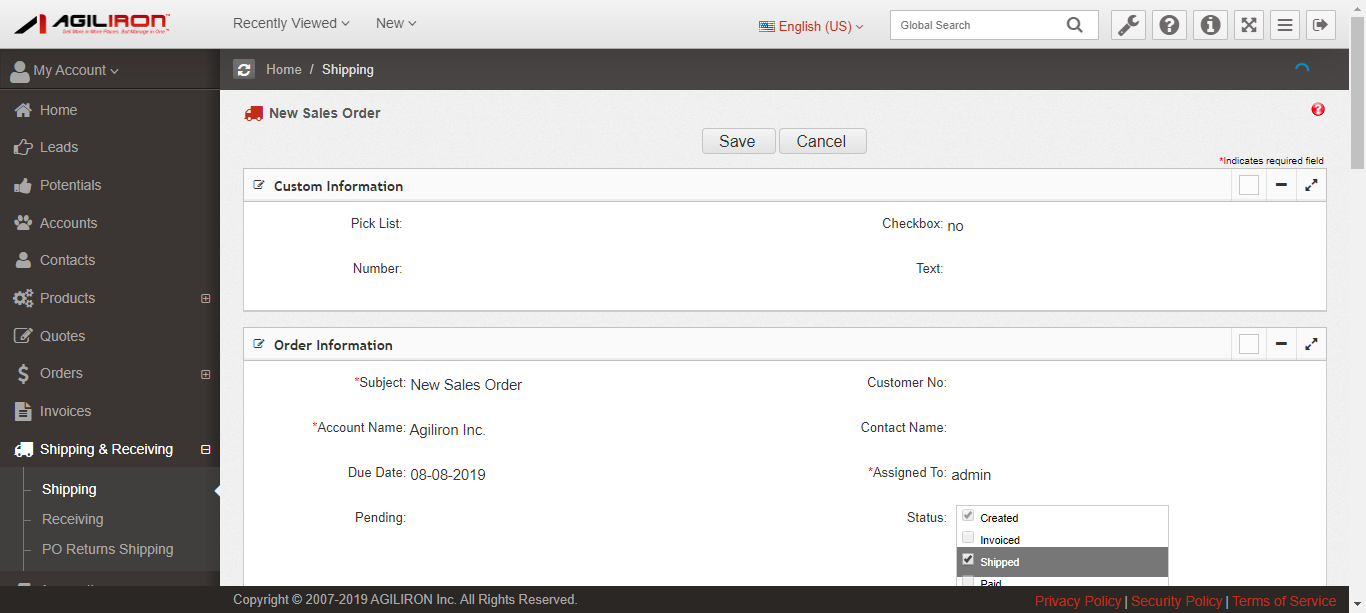 AGILIRON
Sell More in More Places, But Manage in One™
Recently Viewed
New
English (US)
Global Search
My Account
Home / Shipping
Home
Leads
Potentials
Accounts
Contacts
Products
Quotes
Orders
Invoices
Shipping & Receiving
Shipping
Receiving
PO Returns Shipping
New Sales Order
Save
Cancel
*Indicates required field
Custom Information
Pick List:
Checkbox: no
Number:
Text:
Order Information
*Subject: New Sales Order
Customer No:
*Account Name: Agiliron Inc.
Contact Name:
Due Date: 08-08-2019
*Assigned To: admin
Pending:
Status:
Created
Invoiced
Shipped
Paid
Copyright © 2007-2019 AGILIRON Inc. All Rights Reserved.
Privacy Policy | Security Policy | Terms of Service